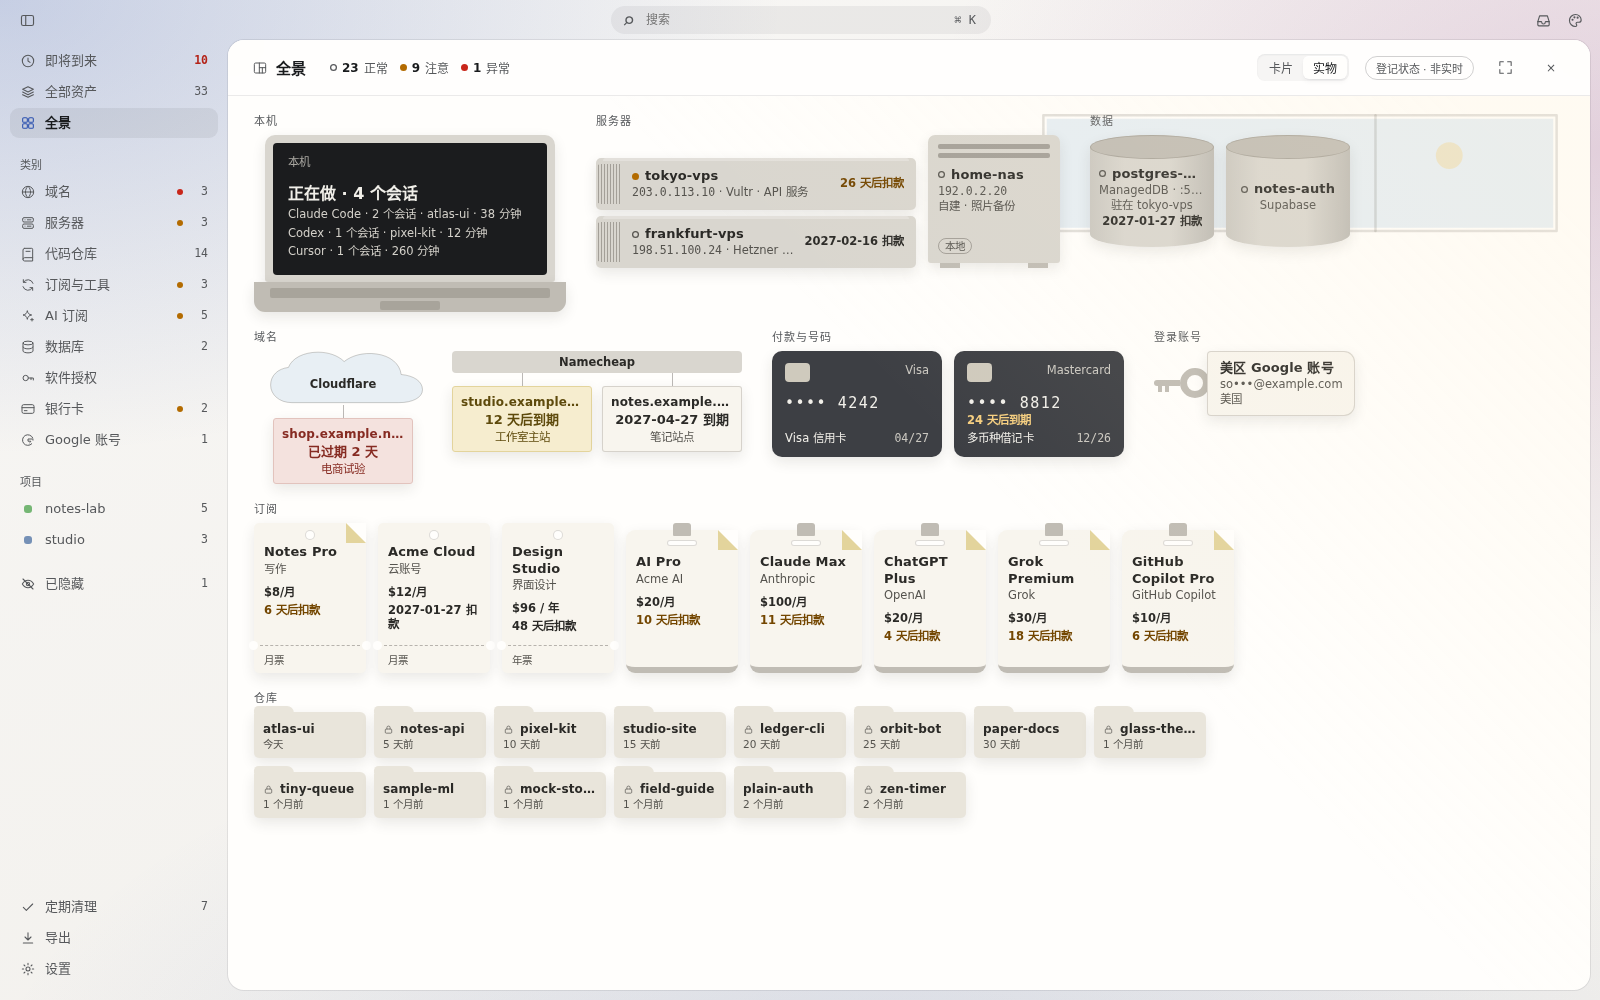 搜索
⌘ K
即将到来 10
全部资产 33
全景
类别
域名 3
服务器 3
代码仓库 14
订阅与工具 3
AI 订阅 5
数据库 2
软件授权
银行卡 2
Google 账号 1
项目
notes-lab 5
studio 3
已隐藏 1
定期清理 7
导出
设置
全景 23 正常 9 注意 1 异常
卡片 实物 登记状态 · 非实时 ×
本机
本机
正在做 · 4 个会话
Claude Code · 2 个会话 · atlas-ui · 38 分钟
Codex · 1 个会话 · pixel-kit · 12 分钟
Cursor · 1 个会话 · 260 分钟
服务器
tokyo-vps
203.0.113.10 · Vultr · API 服务
26 天后扣款
frankfurt-vps
198.51.100.24 · Hetzner …
2027-02-16 扣款
home-nas
192.0.2.20
自建 · 照片备份
本地
数据
postgres-…
ManagedDB · :5…
驻在 tokyo-vps
2027-01-27 扣款
notes-auth
Supabase
域名
Cloudflare
shop.example.n…
已过期 2 天
电商试验
Namecheap
studio.example…
12 天后到期
工作室主站
notes.example.…
2027-04-27 到期
笔记站点
付款与号码
Visa
•••• 4242
Visa 信用卡 04/27
Mastercard
•••• 8812
24 天后到期
多币种借记卡 12/26
登录账号
美区 Google 账号
so•••@example.com
美国
订阅
Notes Pro
写作
$8/月
6 天后扣款
月票
Acme Cloud
云账号
$12/月
2027-01-27 扣
款
月票
Design
Studio
界面设计
$96 / 年
48 天后扣款
年票
AI Pro
Acme AI
$20/月
10 天后扣款
Claude Max
Anthropic
$100/月
11 天后扣款
ChatGPT
Plus
OpenAI
$20/月
4 天后扣款
Grok
Premium
Grok
$30/月
18 天后扣款
GitHub
Copilot Pro
GitHub Copilot
$10/月
6 天后扣款
仓库
atlas-ui
今天
notes-api
5 天前
pixel-kit
10 天前
studio-site
15 天前
ledger-cli
20 天前
orbit-bot
25 天前
paper-docs
30 天前
glass-the…
1 个月前
tiny-queue
1 个月前
sample-ml
1 个月前
mock-sto…
1 个月前
field-guide
1 个月前
plain-auth
2 个月前
zen-timer
2 个月前